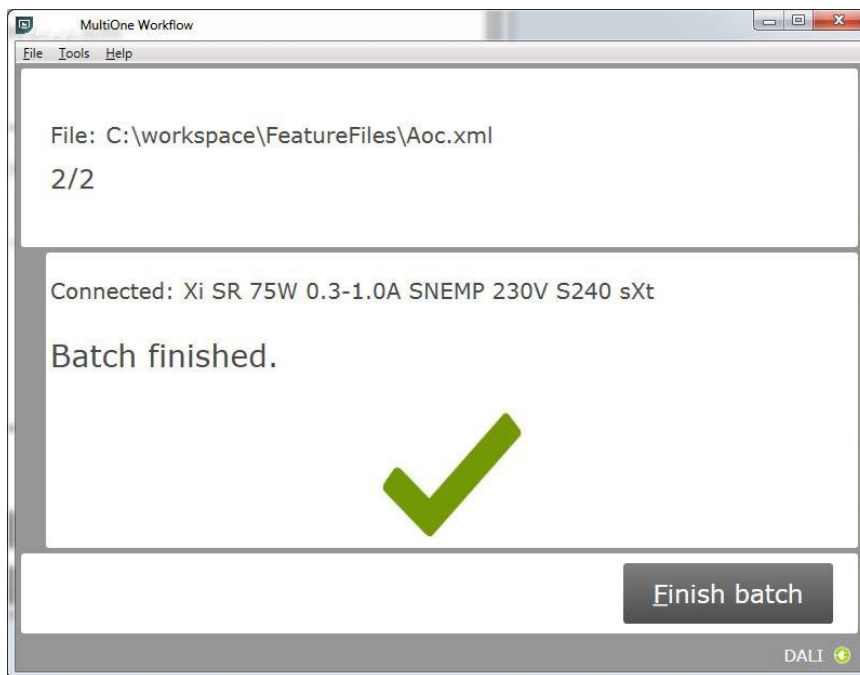 MultiOne Workflow
File Tools Help
File: C:\workspace\FeatureFiles\Aoc.xml
2/2
Connected: Xi SR 75W 0.3-1.0A SNEMP 230V S240 sXt
Batch finished.
Finish batch
DALI